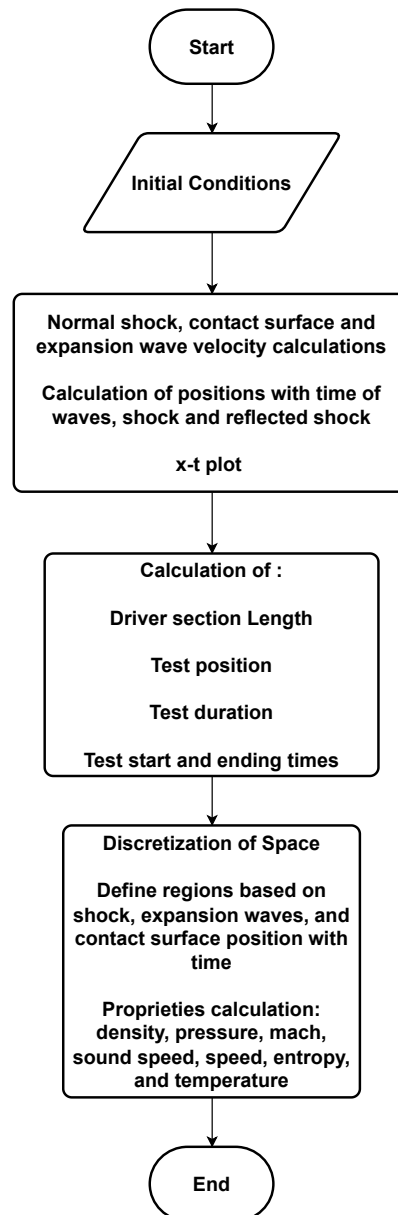 Start
Initial Conditions
Normal shock, contact surface and
expansion wave velocity calculations
Calculation of positions with time of
waves, shock and reflected shock
x-t plot
Calculation of :
Driver section Length
Test position
Test duration
Test start and ending times
Discretization of Space
Define regions based on
shock, expansion waves, and
contact surface position with
time
Proprieties calculation:
density, pressure, mach,
sound speed, speed, entropy,
and temperature
End